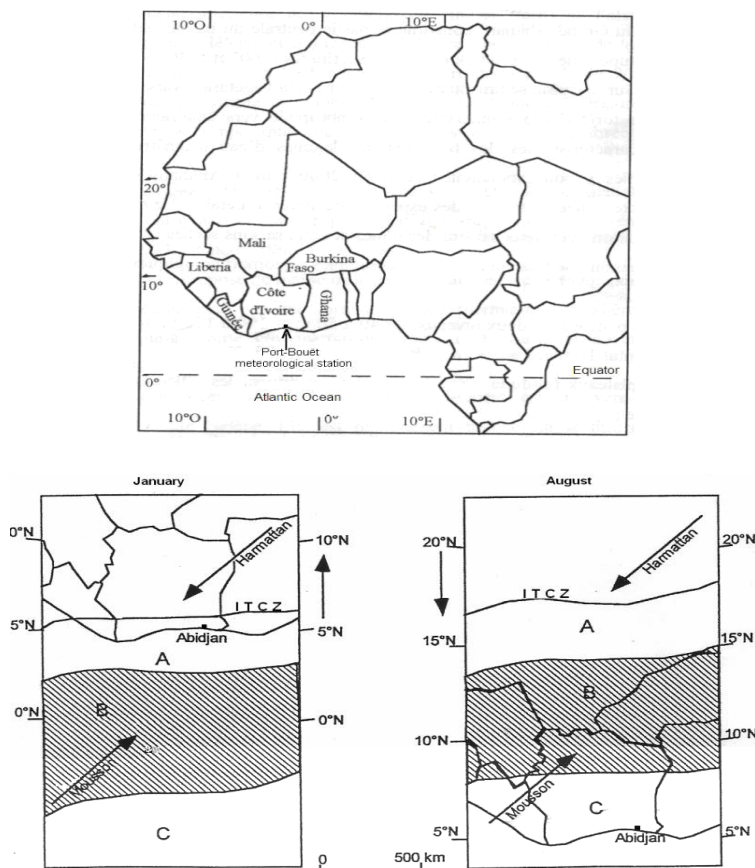 10°O 0° 10°E
20°
Mali
Liberia
Burkina
Faso
10°
Guinée
Côte
d'Ivoire
Ghana
Port-Bouët
meteorological station
0°
Equator
Atlantic Ocean
10°O 0° 10°E
January
0°N
10°N
Harmattan
ITCZ
5°N
5°N
Abidjan
A
B
0°N
0°N
Mousson
C
0
August
20°N
20°N
Harmattan
ITCZ
A
15°N
15°N
B
10°N
10°N
Mousson
C
5°N
5°N
Abidjan
500 km